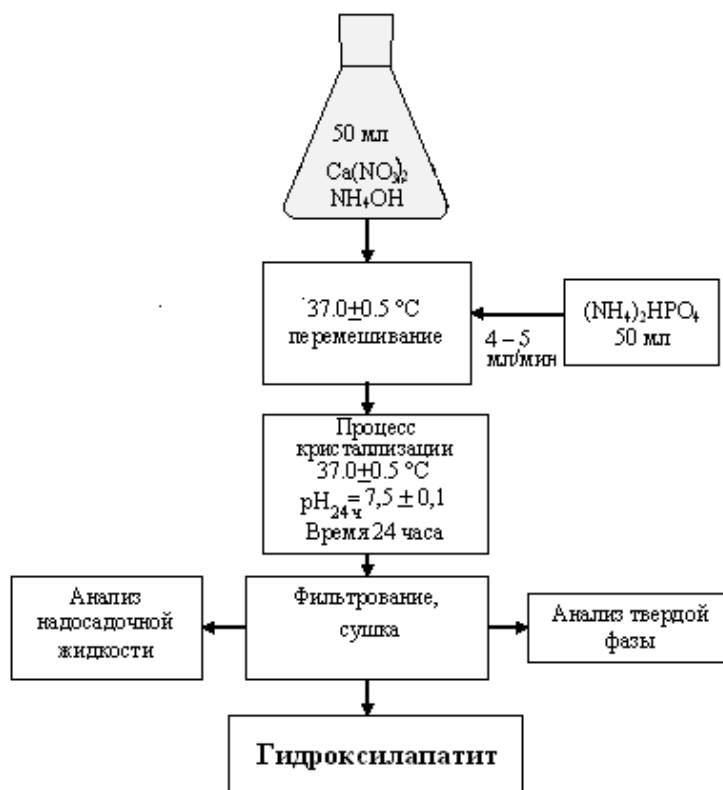 50 мл
Ca(NO₃)₂
NH₄OH
37.0±0.5 °C
перемешивание
(NH₄)₂HPO₄
50 мл
4 – 5
мл/мин
Процесс
кристаллизации
37.0±0.5 °C
pH₂₄ ч = 7,5 ± 0,1
Время 24 часа
Анализ
надосадочной
жидкости
Фильтрование,
сушка
Анализ твердой
фазы
Гидроксилапатит